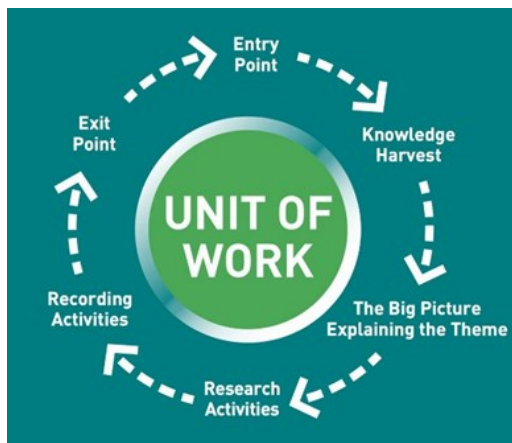 Entry
Point
Knowledge
Harvest
The Big Picture
Explaining the Theme
Research
Activities
Recording
Activities
Exit
Point
UNIT OF
WORK